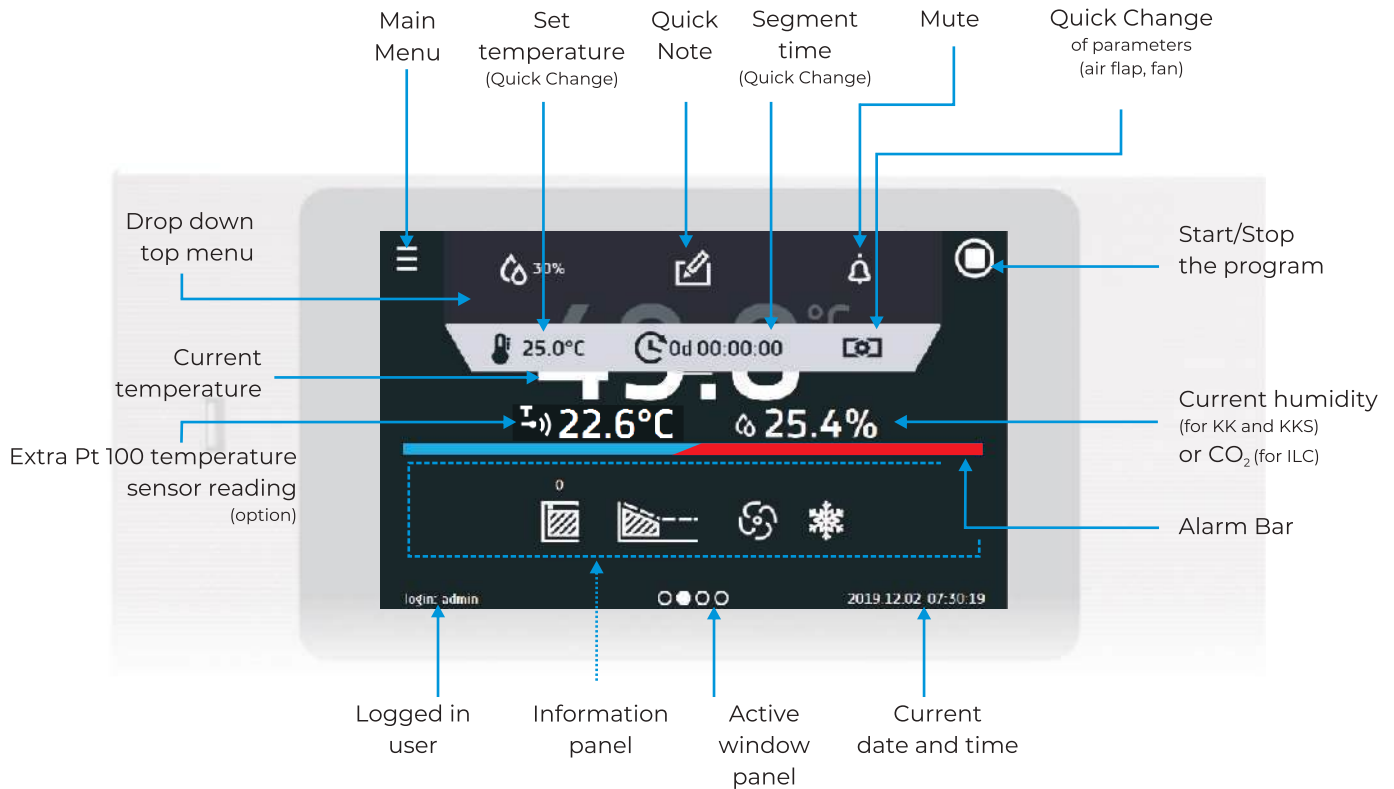 Main
Menu
Set
temperature
(Quick Change)
Quick
Note
Segment
time
(Quick Change)
Mute
Quick Change
of parameters
(air flap, fan)
Drop down
top menu
Start/Stop
the program
30%
°C
25.0°C
0d 00:00:00
Current
temperature
22.6°C
25.4%
Current humidity
(for KK and KKS)
or CO₂ (for ILC)
Extra Pt 100 temperature
sensor reading
(option)
0
Alarm Bar
login: admin
2019.12.02 07:30:19
Logged in
user
Information
panel
Active
window
panel
Current
date and time